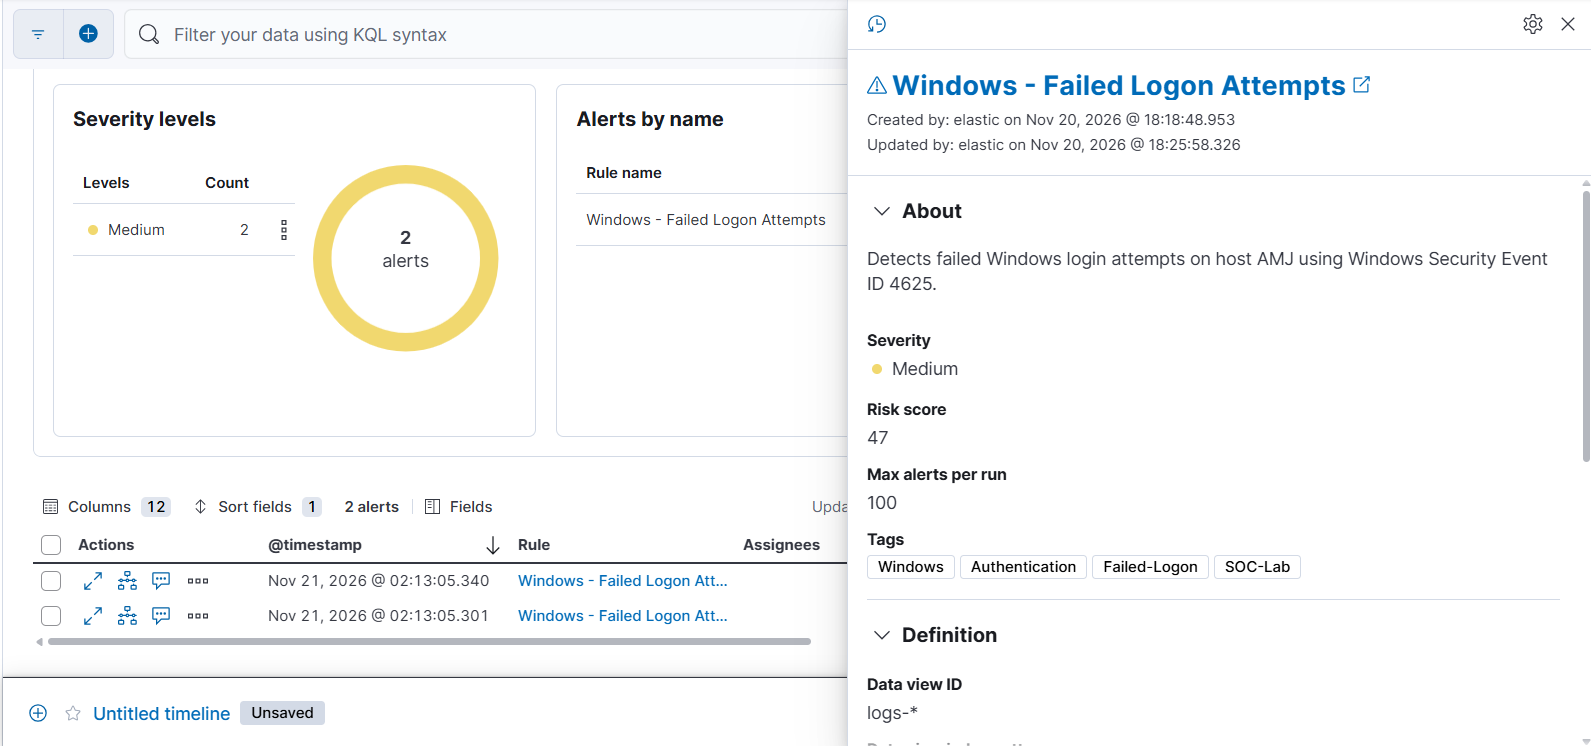 Filter your data using KQL syntax
Severity levels
Levels Count
Medium 2
2
alerts
Alerts by name
Rule name
Windows - Failed Logon Attempts
Columns 12 Sort fields 1 2 alerts Fields Upda
Actions @timestamp Rule Assignees
Nov 21, 2026 @ 02:13:05.340 Windows - Failed Logon Att...
Nov 21, 2026 @ 02:13:05.301 Windows - Failed Logon Att...
Untitled timeline Unsaved
Windows - Failed Logon Attempts
Created by: elastic on Nov 20, 2026 @ 18:18:48.953
Updated by: elastic on Nov 20, 2026 @ 18:25:58.326
About
Detects failed Windows login attempts on host AMJ using Windows Security Event
ID 4625.
Severity
Medium
Risk score
47
Max alerts per run
100
Tags
Windows Authentication Failed-Logon SOC-Lab
Definition
Data view ID
logs-*